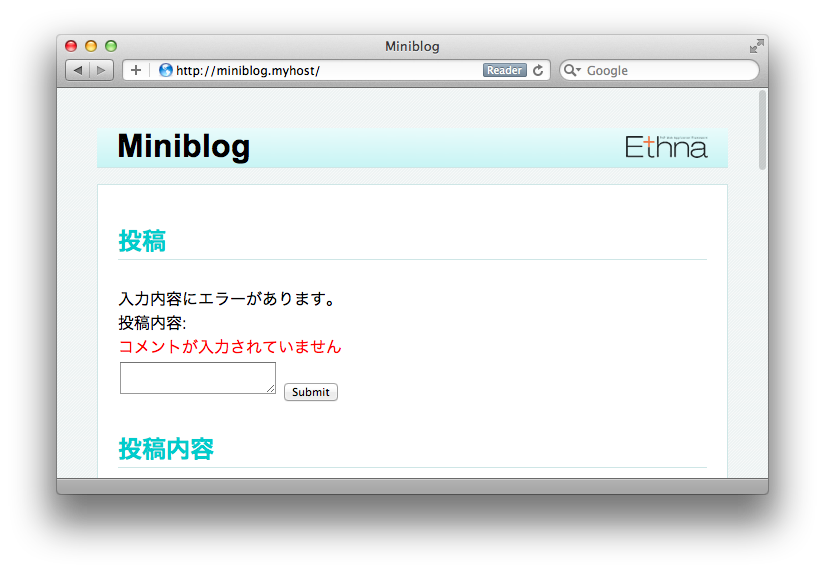 Miniblog
http://miniblog.myhost/
Reader
Google
Miniblog
Ethna
投稿
入力内容にエラーがあります。
投稿内容:
コメントが入力されていません
Submit
投稿内容